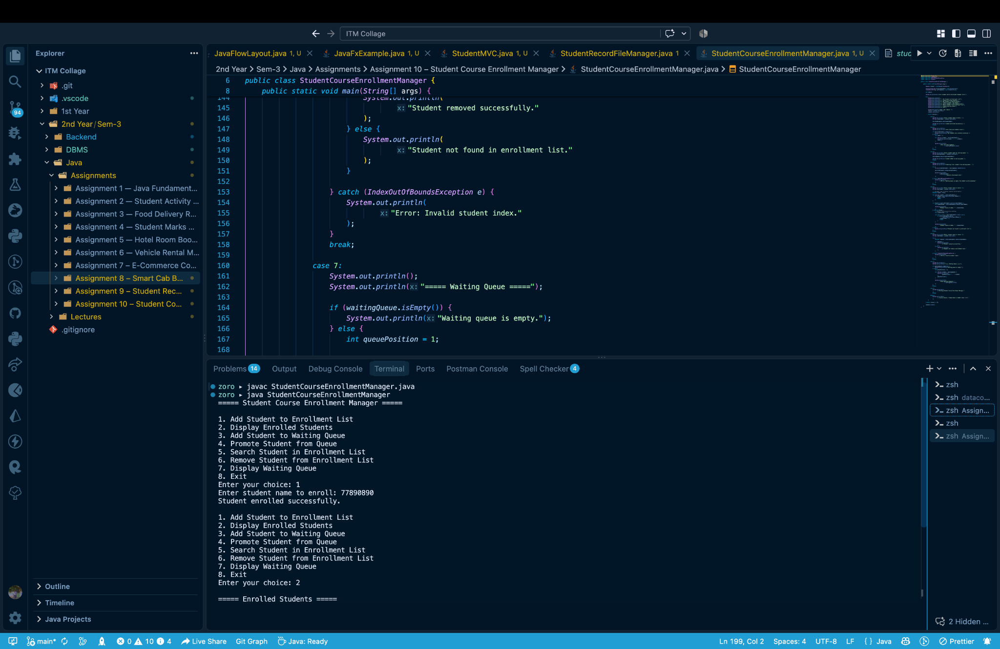 ITM Collage
Explorer
ITM Collage
.git
.vscode
1st Year
2nd Year / Sem-3
Backend
DBMS
Java
Assignments
Assignment 1 — Java Fundament...
Assignment 2 — Student Activity ...
Assignment 3 — Food Delivery R...
Assignment 4 — Student Marks ...
Assignment 5 — Hotel Room Boo...
Assignment 6 — Vehicle Rental M...
Assignment 7 – E-Commerce Co...
Assignment 8 – Smart Cab B...
Assignment 9 – Student Rec...
Assignment 10 – Student Co...
Lectures
.gitignore
94
Outline
Timeline
Java Projects
JavaFlowLayout.java 1, U
JavaFxExample.java 1, U
StudentMVC.java 1, U
StudentRecordFileManager.java 1
StudentCourseEnrollmentManager.java 1, U
stuc
2nd Year > Sem-3 > Java > Assignments > Assignment 10 – Student Course Enrollment Manager > StudentCourseEnrollmentManager.java > StudentCourseEnrollmentManager
6 public class StudentCourseEnrollmentManager {
8 public static void main(String[] args) {
144 System.out.println(
145 x: "Student removed successfully."
146 );
147 } else {
148 System.out.println(
149 x: "Student not found in enrollment list."
150 );
151 }
152
153 } catch (IndexOutOfBoundsException e) {
154 System.out.println(
155 x: "Error: Invalid student index."
156 );
157 }
158 break;
159
160 case 7:
161 System.out.println();
162 System.out.println(x: "===== Waiting Queue =====");
163
164 if (waitingQueue.isEmpty()) {
165 System.out.println(x: "Waiting queue is empty.");
166 } else {
167 int queuePosition = 1;
168
Problems 14 Output Debug Console Terminal Ports Postman Console Spell Checker 4
zoro ▸ javac StudentCourseEnrollmentManager.java
zoro ▸ java StudentCourseEnrollmentManager
===== Student Course Enrollment Manager =====
1. Add Student to Enrollment List
2. Display Enrolled Students
3. Add Student to Waiting Queue
4. Promote Student from Queue
5. Search Student in Enrollment List
6. Remove Student from Enrollment List
7. Display Waiting Queue
8. Exit
Enter your choice: 1
Enter student name to enroll: 77890890
Student enrolled successfully.
1. Add Student to Enrollment List
2. Display Enrolled Students
3. Add Student to Waiting Queue
4. Promote Student from Queue
5. Search Student in Enrollment List
6. Remove Student from Enrollment List
7. Display Waiting Queue
8. Exit
Enter your choice: 2
===== Enrolled Students =====
zsh
zsh dataco...
zsh Assign...
zsh
zsh Assign...
2 Hidden ...
main* 0 10 4 Live Share Git Graph Java: Ready
Ln 199, Col 2 Spaces: 4 UTF-8 LF { } Java Prettier